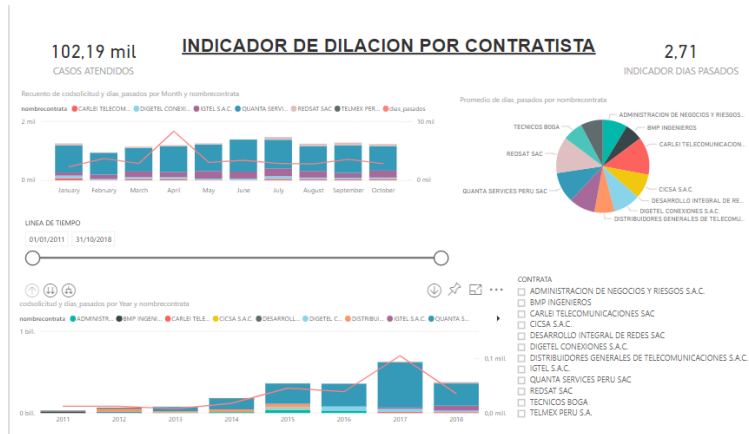 INDICADOR DE DILACION POR CONTRATISTA
102,19 mil
CASOS ATENDIDOS
2,71
INDICADOR DIAS PASADOS
Recuento de codsolicitud y dias_pasados por Month y nombrecontrata
nombrecontrata CARLEI TELECOM... DIGETEL CONEXI... IGTEL S.A.C. QUANTA SERVI... REDSAT SAC TELMEX PER... dias_pasados
2 mil
10 mil
0 mil
0 mil
January February March April May June July August September October
Promedio de dias_pasados por nombrecontrata
ADMINISTRACION DE NEGOCIOS Y RIESGOS...
BMP INGENIEROS
CARLEI TELECOMUNICACION...
CICSA S.A.C.
DESARROLLO INTEGRAL DE RE...
DIGETEL CONEXIONES S.A.C.
DISTRIBUIDORES GENERALES DE TELECOMU...
QUANTA SERVICES PERU SAC
REDSAT SAC
TECNICOS BOGA
LINEA DE TIEMPO
01/01/2011 31/10/2018
codsolicitud y dias_pasados por Year y nombrecontrata
nombrecontrata ADMINISTR... BMP INGENI... CARLEI TELE... CICSA S.A.C. DESARROLL... DIGETEL C... DISTRIBUI... IGTEL S.A.C. QUANTA S...
1 bill.
0,1 mill.
0 bill.
0,0 mill.
2011 2012 2013 2014 2015 2016 2017 2018
CONTRATA
ADMINISTRACION DE NEGOCIOS Y RIESGOS S.A.C.
BMP INGENIEROS
CARLEI TELECOMUNICACIONES SAC
CICSA S.A.C.
DESARROLLO INTEGRAL DE REDES SAC
DIGETEL CONEXIONES S.A.C.
DISTRIBUIDORES GENERALES DE TELECOMUNICACIONES S.A.C.
IGTEL S.A.C.
QUANTA SERVICES PERU SAC
REDSAT SAC
TECNICOS BOGA
TELMEX PERU S.A.